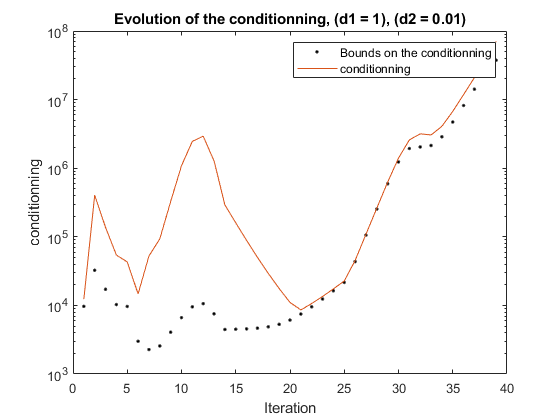 Evolution of the conditionning, (d1 = 1), (d2 = 0.01)
10^8
10^7
10^6
10^5
10^4
10^3
conditionning
Bounds on the conditionning
conditionning
0 5 10 15 20 25 30 35 40
Iteration